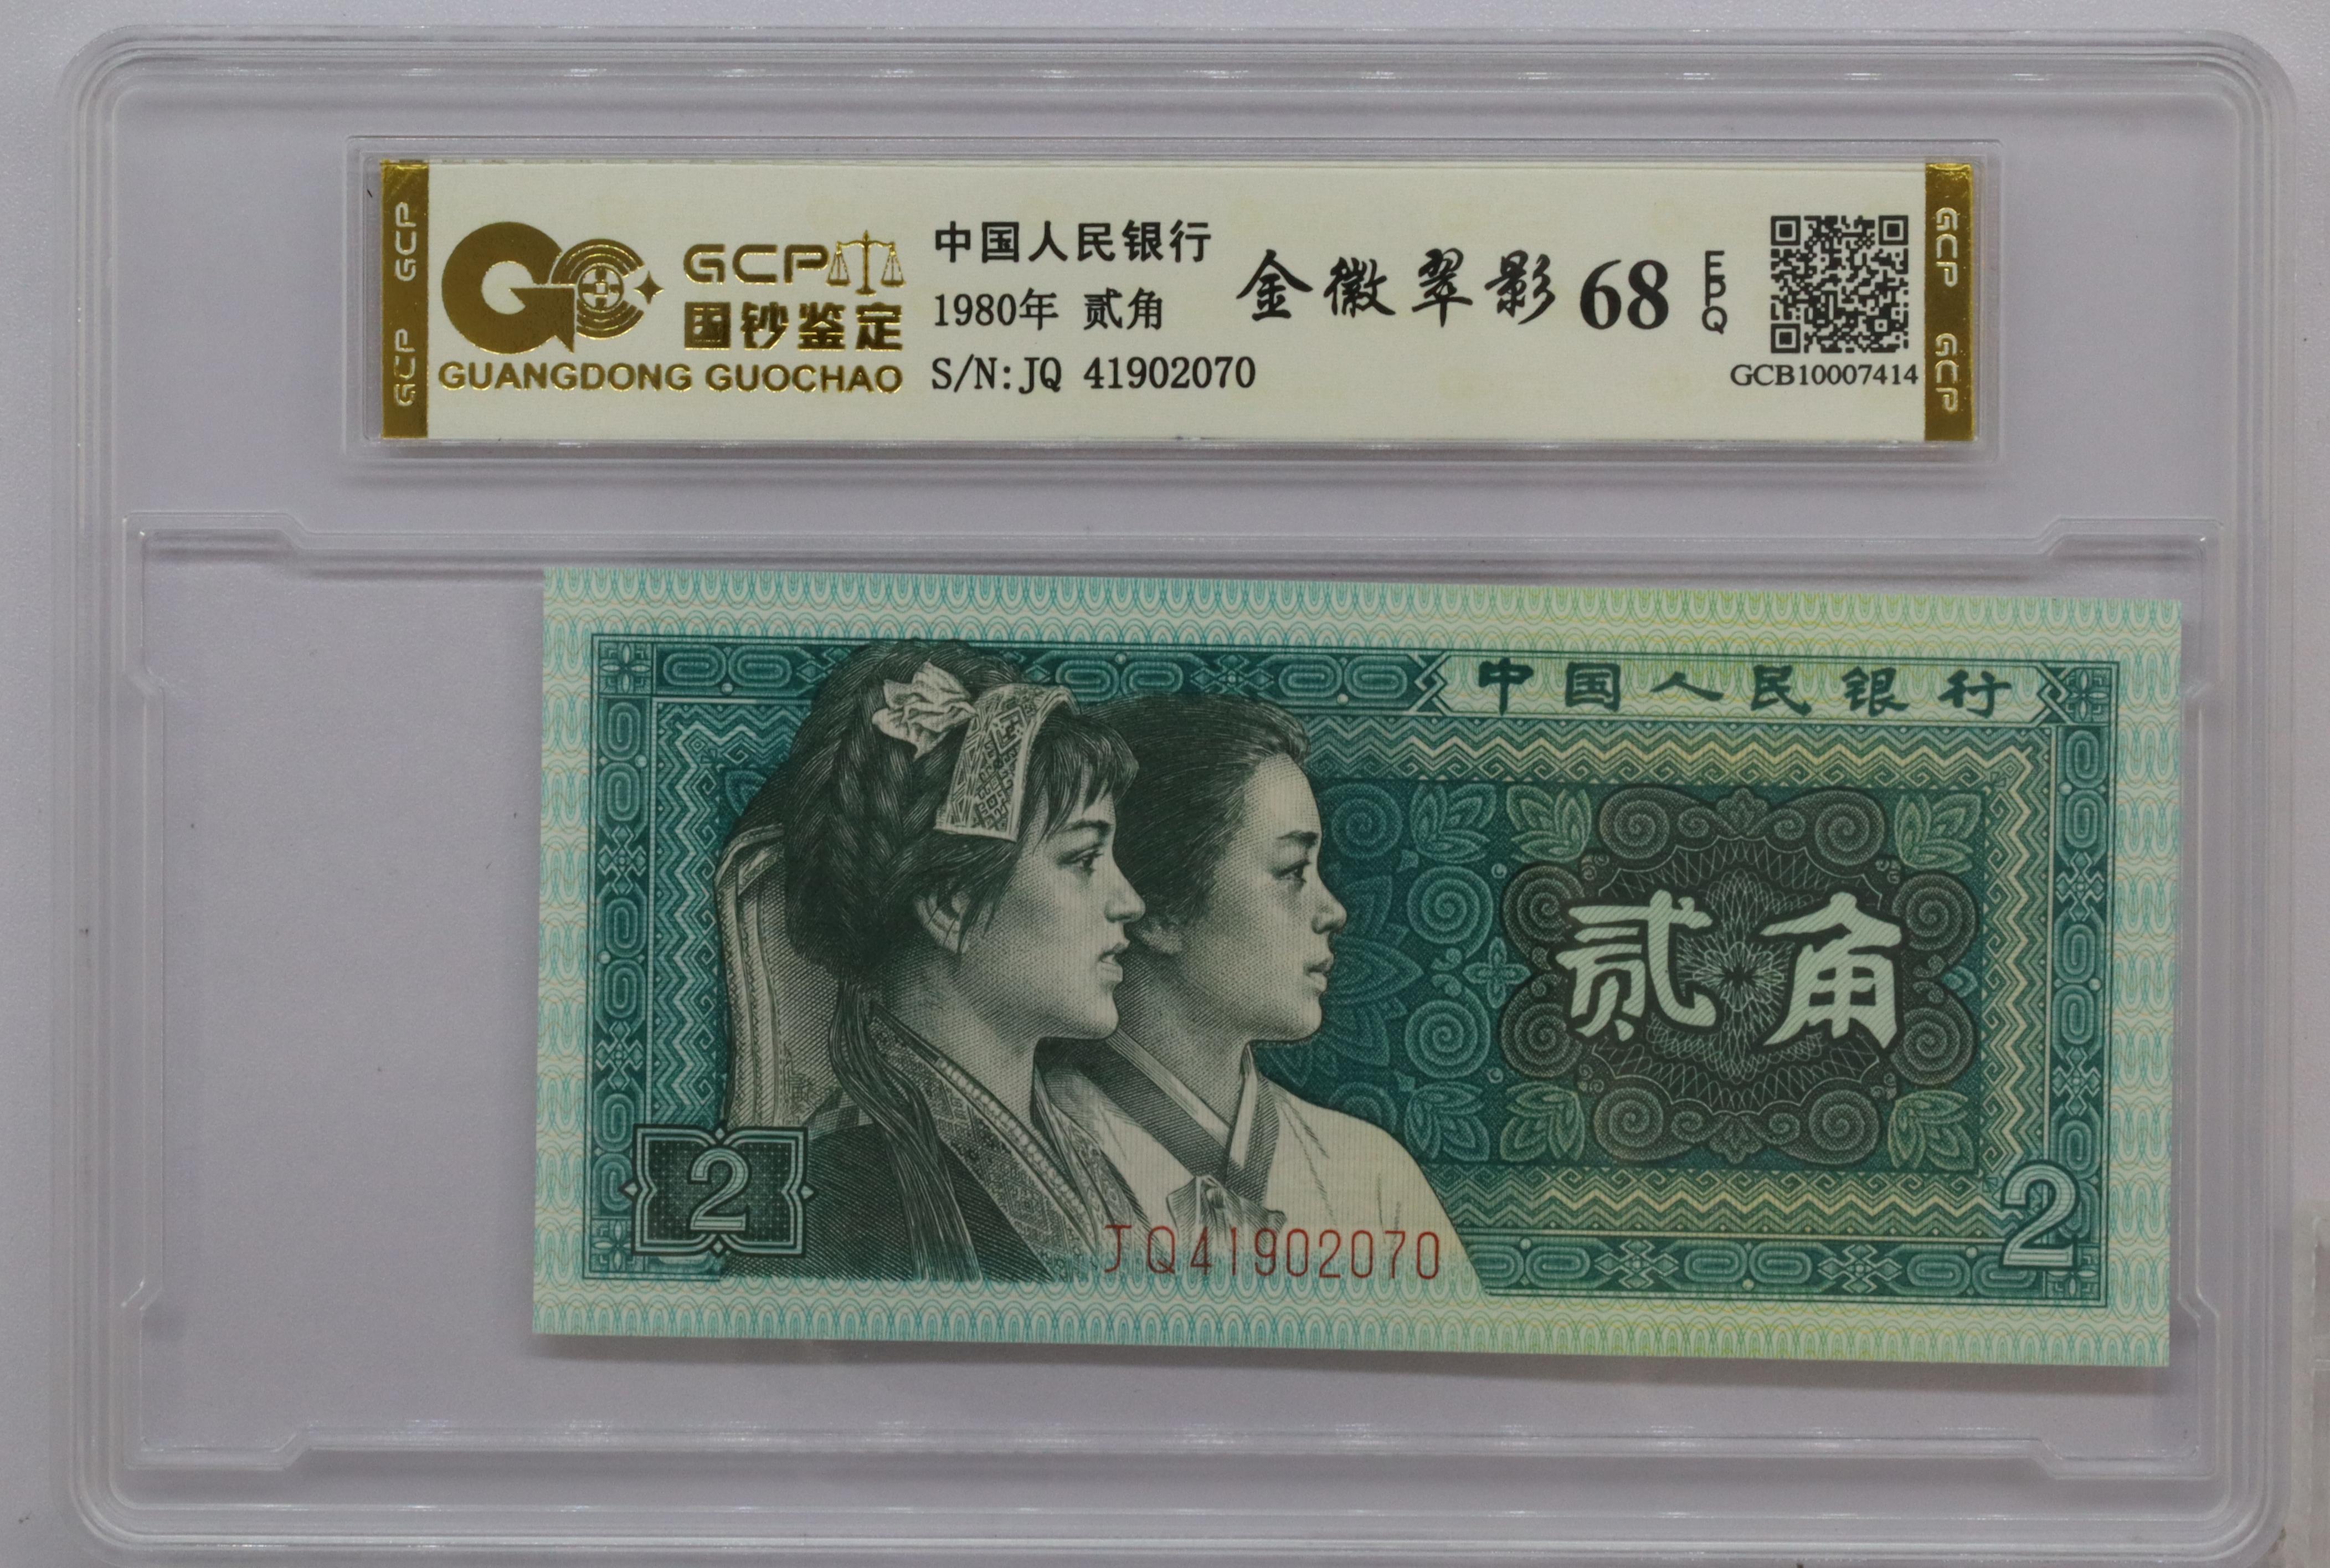 GCP GCP
GCP
国钞鉴定
GUANGDONG GUOCHAO
中国人民银行
1980年 贰角
S/N:JQ 41902070
金徽翠影 68 EPQ
GCB10007414
GCP GCP
中国人民银行
贰角
2
JQ41902070
2